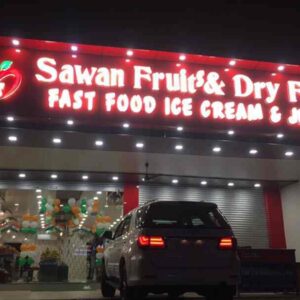 Sawan Fruits & Dry F
FAST FOOD ICE CREAM & J